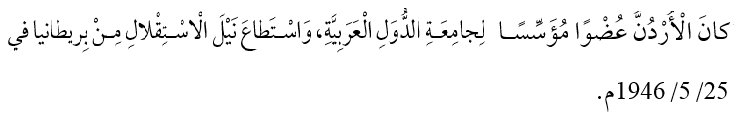 كانَ الْأُرْدُنَّ عُضْوًا مُؤَسِّسًا لِجامِعَةِ الدُّوَلِ الْعَرَبِيَّةِ، وَاسْتَطاعَ نَيْلَ الْاسْتِقْلالِ مِنْ بِريطانيا في
25/ 5/ 1946م.